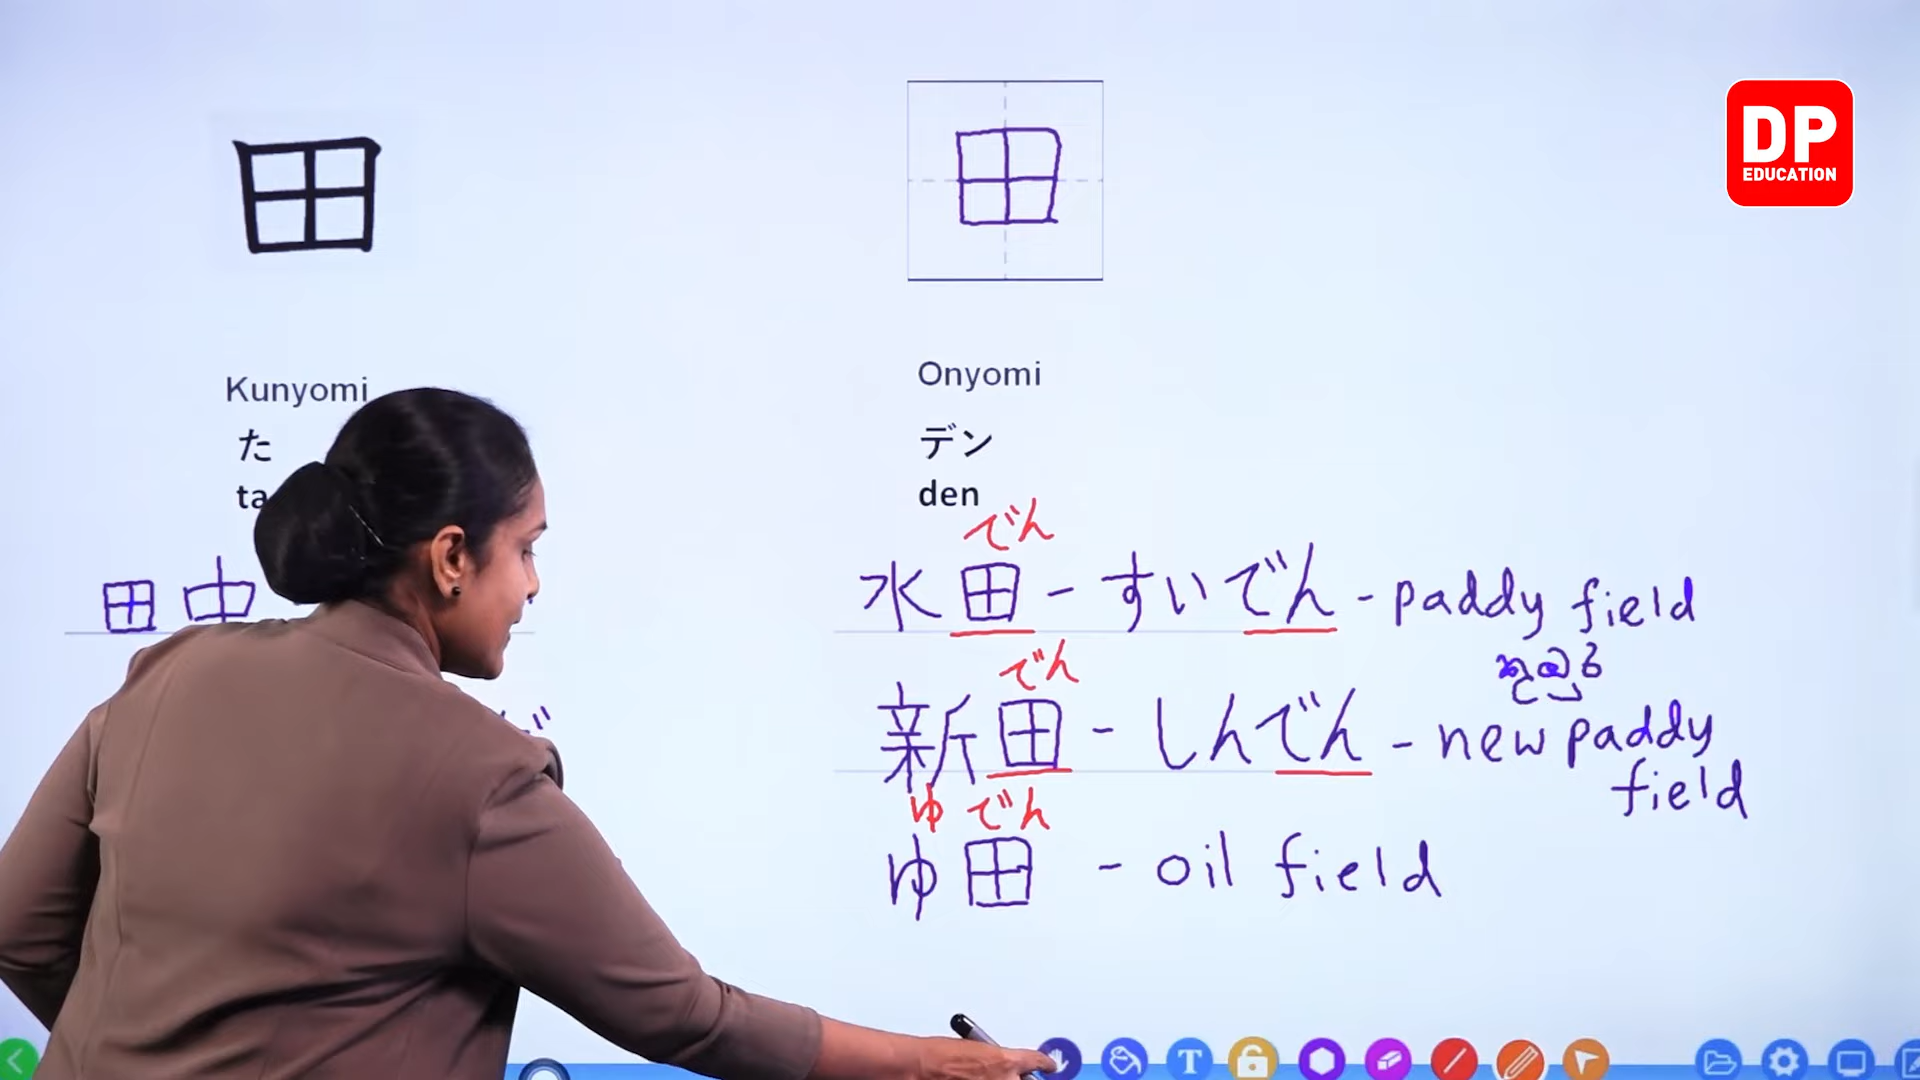 DP
EDUCATION
田
田
Kunyomi
Onyomi
た
デン
ta
den
でん
田中
水田 - すいでん - paddy field
でん
කුඹුරු
新田 - しんでん - new paddy
field
ゆ でん
ゆ田 - oil field
T